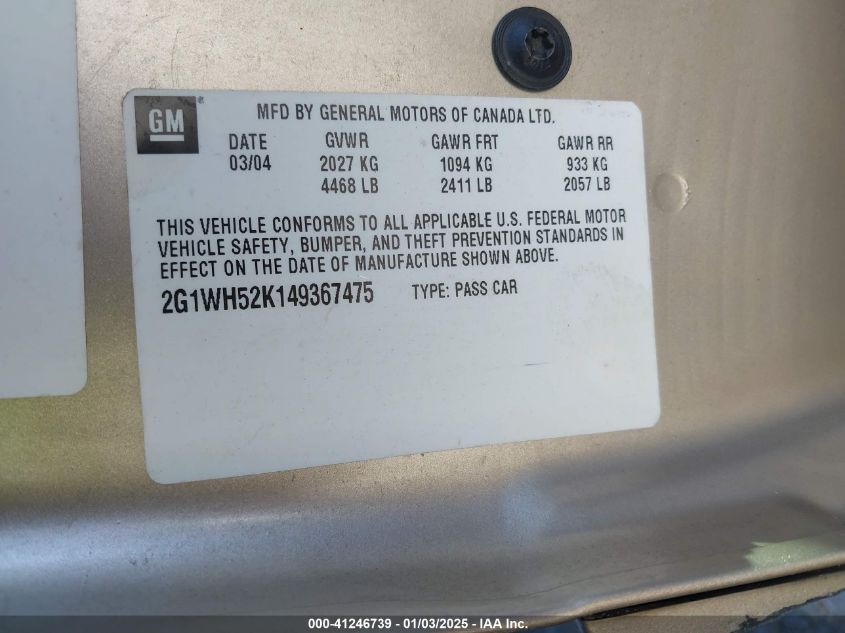 GM
MFD BY GENERAL MOTORS OF CANADA LTD.
DATE GVWR GAWR FRT GAWR RR
03/04 2027 KG 1094 KG 933 KG
4468 LB 2411 LB 2057 LB
THIS VEHICLE CONFORMS TO ALL APPLICABLE U.S. FEDERAL MOTOR
VEHICLE SAFETY, BUMPER, AND THEFT PREVENTION STANDARDS IN
EFFECT ON THE DATE OF MANUFACTURE SHOWN ABOVE.
2G1WH52K149367475 TYPE: PASS CAR
000-41246739 - 01/03/2025 - IAA Inc.